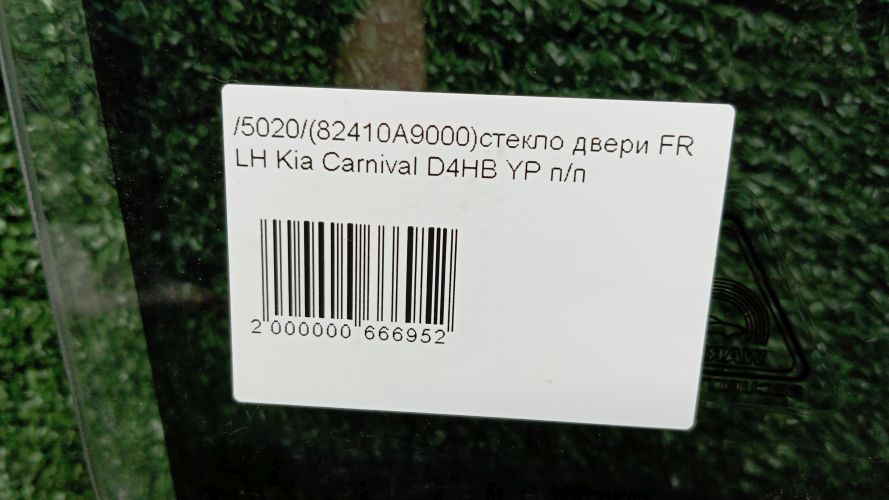 /5020/(82410A9000)стекло двери FR
LH Kia Carnival D4HB YP п/п
2 000000 666952